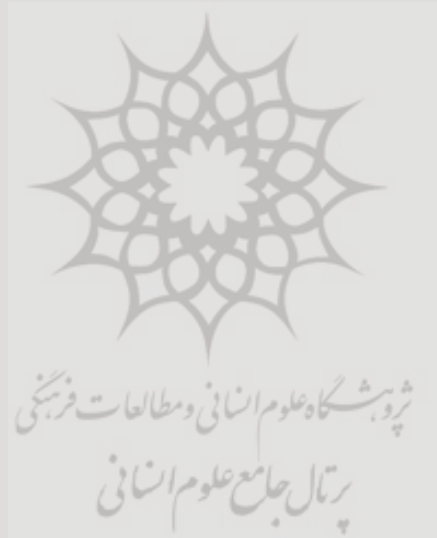 پژوهشگاه علوم انسانی و مطالعات فرهنگی
پرتال جامع علوم انسانی